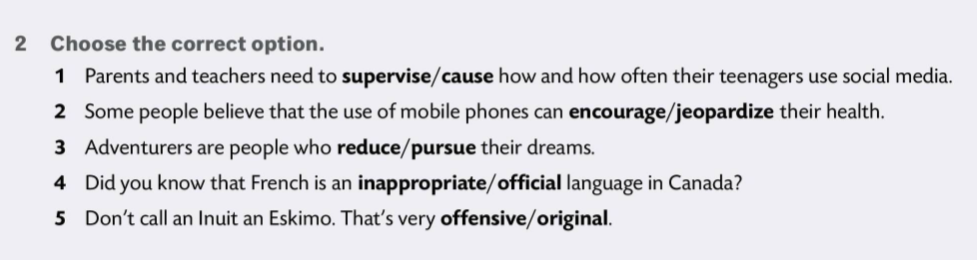 2 Choose the correct option.
1 Parents and teachers need to supervise/cause how and how often their teenagers use social media.
2 Some people believe that the use of mobile phones can encourage/jeopardize their health.
3 Adventurers are people who reduce/pursue their dreams.
4 Did you know that French is an inappropriate/official language in Canada?
5 Don't call an Inuit an Eskimo. That's very offensive/original.